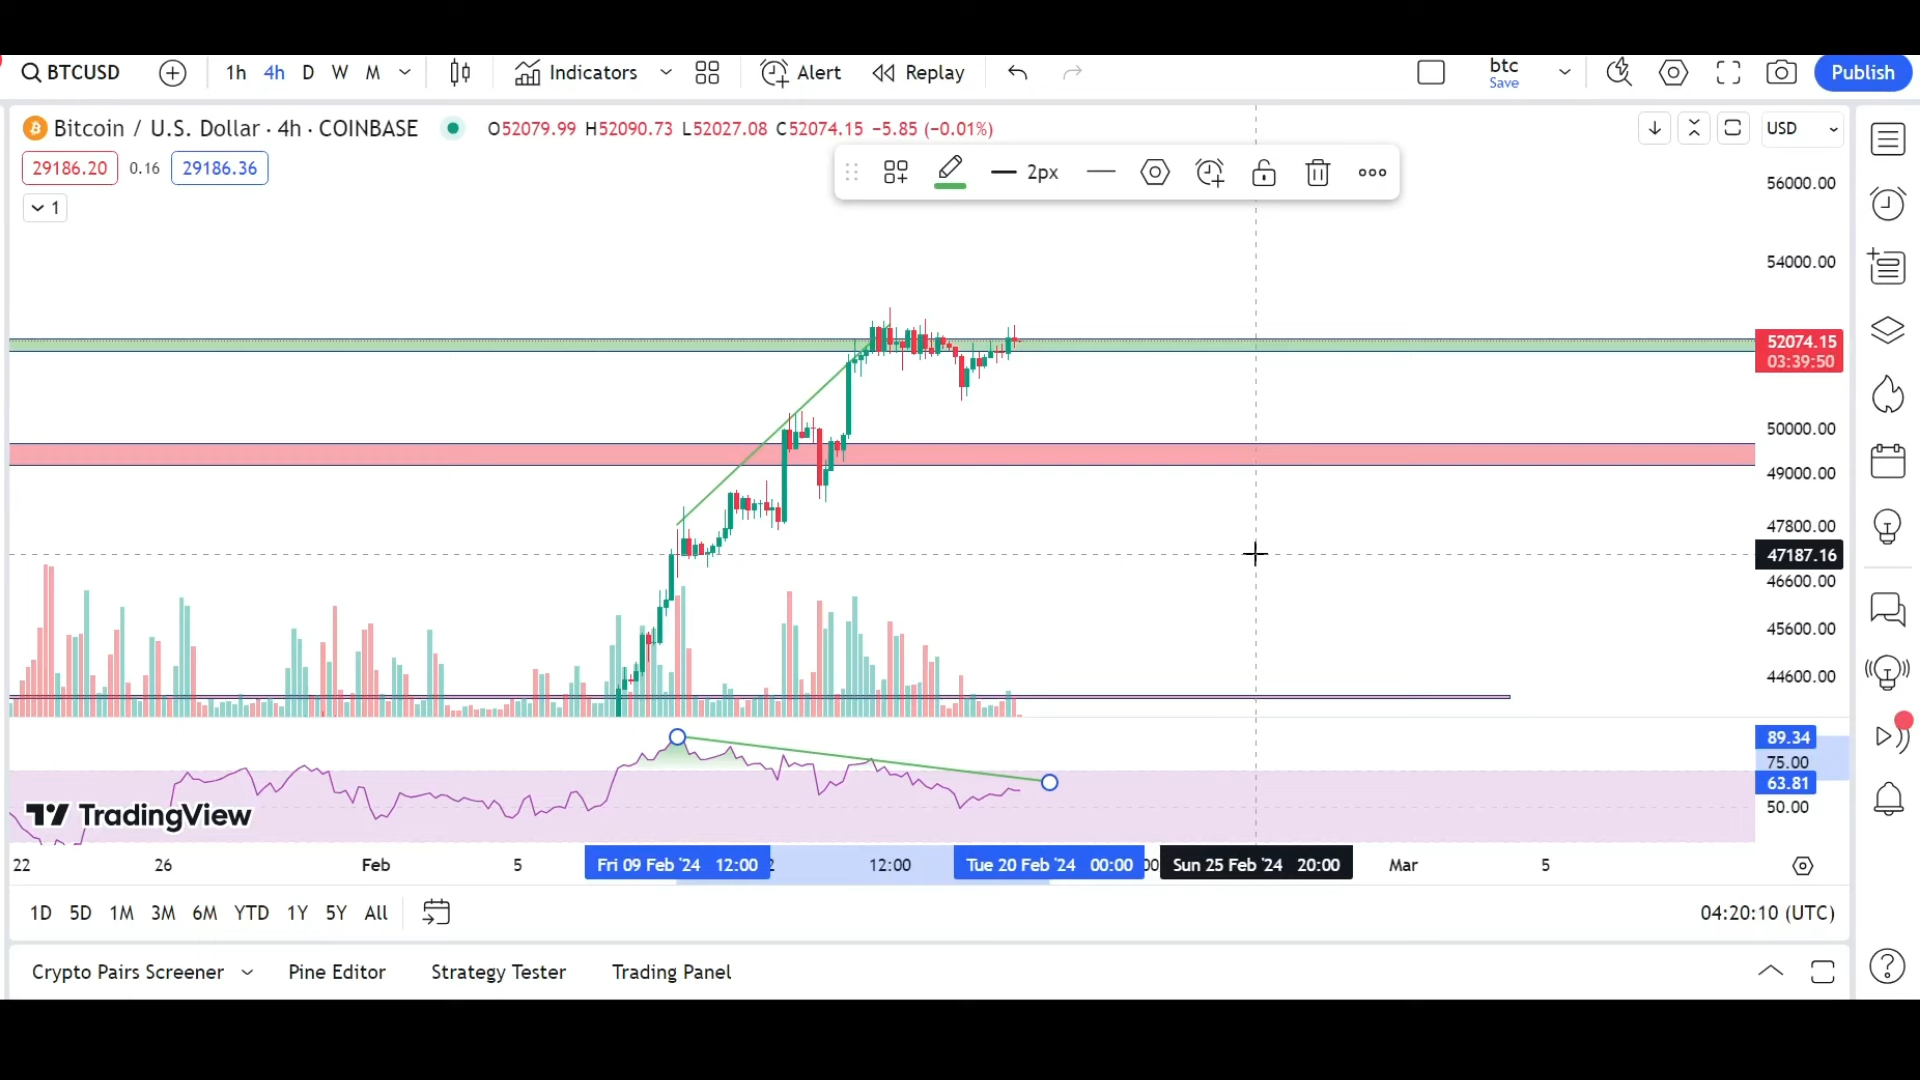 BTCUSD 1h 4h D W M Indicators Alert Replay btc Save Publish
Bitcoin / U.S. Dollar · 4h · COINBASE O52079.99 H52090.73 L52027.08 C52074.15 −5.85 (−0.01%) USD
29186.20 0.16 29186.36
2px
1
56000.00
54000.00
52074.15
03:39:50
50000.00
49000.00
47800.00
47187.16
46600.00
45600.00
44600.00
89.34
75.00
63.81
50.00
TradingView
22 26 Feb 5 Fri 09 Feb '24 12:00 2 12:00 Tue 20 Feb '24 00:00 00 Sun 25 Feb '24 20:00 Mar 5
1D 5D 1M 3M 6M YTD 1Y 5Y All 04:20:10 (UTC)
Crypto Pairs Screener Pine Editor Strategy Tester Trading Panel